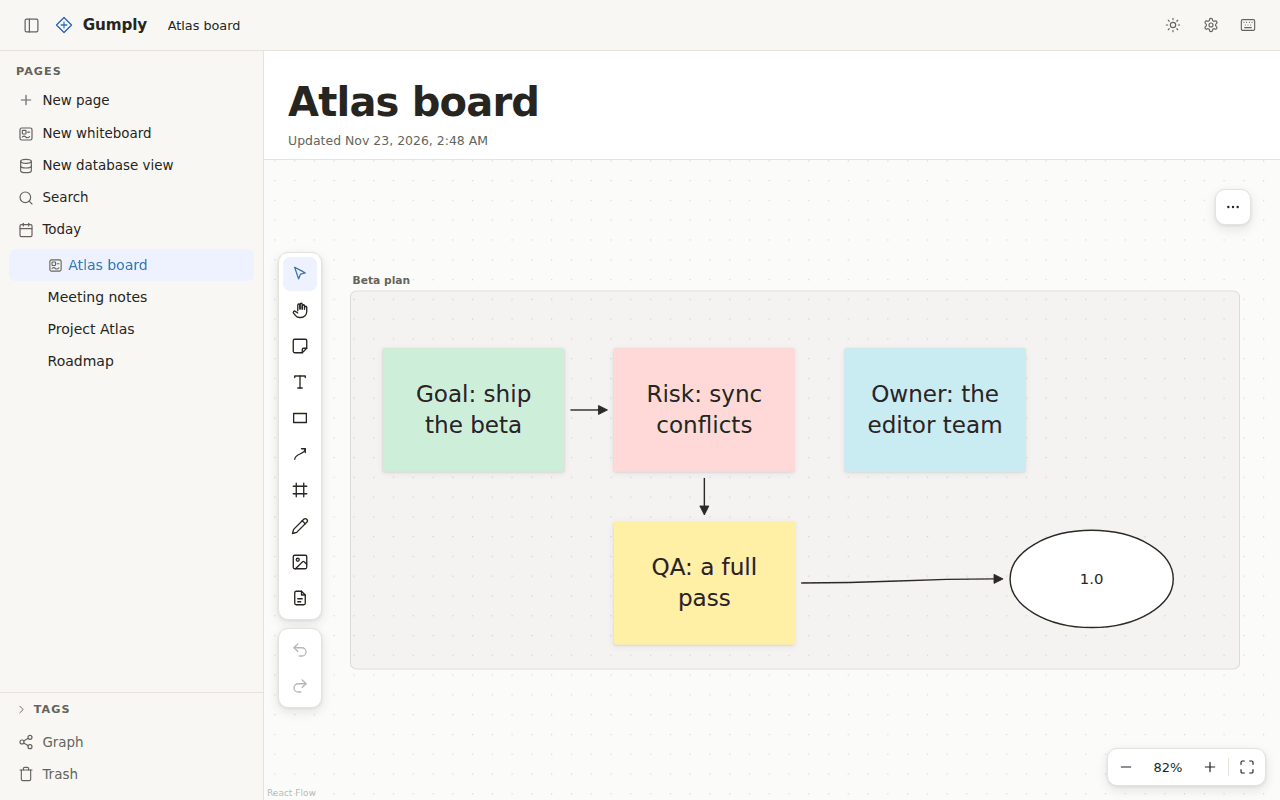 Gumply
Atlas board
PAGES
New page
New whiteboard
New database view
Search
Today
Atlas board
Meeting notes
Project Atlas
Roadmap
TAGS
Graph
Trash
Atlas board
Updated Nov 23, 2026, 2:48 AM
Beta plan
Goal: ship
the beta
Risk: sync
conflicts
Owner: the
editor team
QA: a full
pass
1.0
82%
React Flow